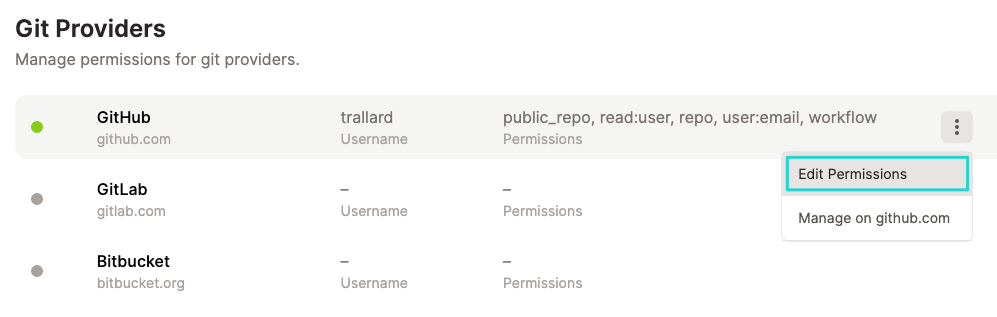 Git Providers
Manage permissions for git providers.
GitHub trallard public_repo, read:user, repo, user:email, workflow
github.com Username Permissions
Edit Permissions
GitLab – –
gitlab.com Username Permissions
Manage on github.com
Bitbucket – –
bitbucket.org Username Permissions